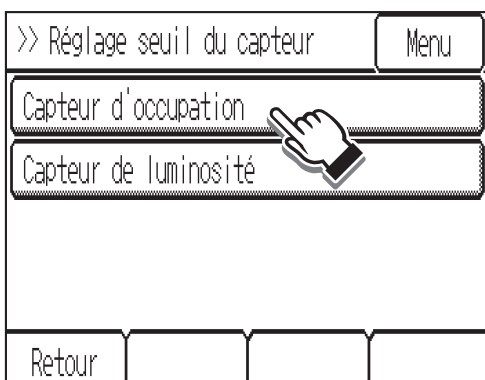 >> Réglage seuil du capteur Menu
Capteur d'occupation
Capteur de luminosité
Retour